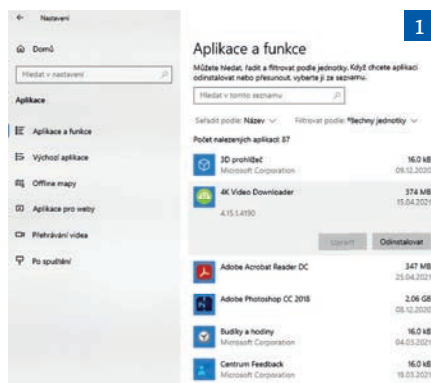 Nastavení
Domů
Hledat v nastavení
Aplikace
Aplikace a funkce
Výchozí aplikace
Offline mapy
Aplikace pro weby
Přehrávání videa
Po spuštění
1
Aplikace a funkce
Můžete hledat, řadit a filtrovat podle jednotky. Když chcete aplikaci
odinstalovat nebo přesunout, vyberte ji ze seznamu.
Hledat v tomto seznamu
Seřadit podle: Název Filtrovat podle: Všechny jednotky
Počet nalezených aplikací: 87
3D prohlížeč 16.0 kB
Microsoft Corporation 09.12.2020
4K Video Downloader 374 MB
15.04.2021
4.15.1.4190
Upravit Odinstalovat
Adobe Acrobat Reader DC 347 MB
25.04.2021
Adobe Photoshop CC 2018 2,06 GB
08.12.2020
Budíky a hodiny 16.0 kB
Microsoft Corporation 04.03.2021
Centrum Feedback 16.0 kB
Microsoft Corporation 18.03.2021